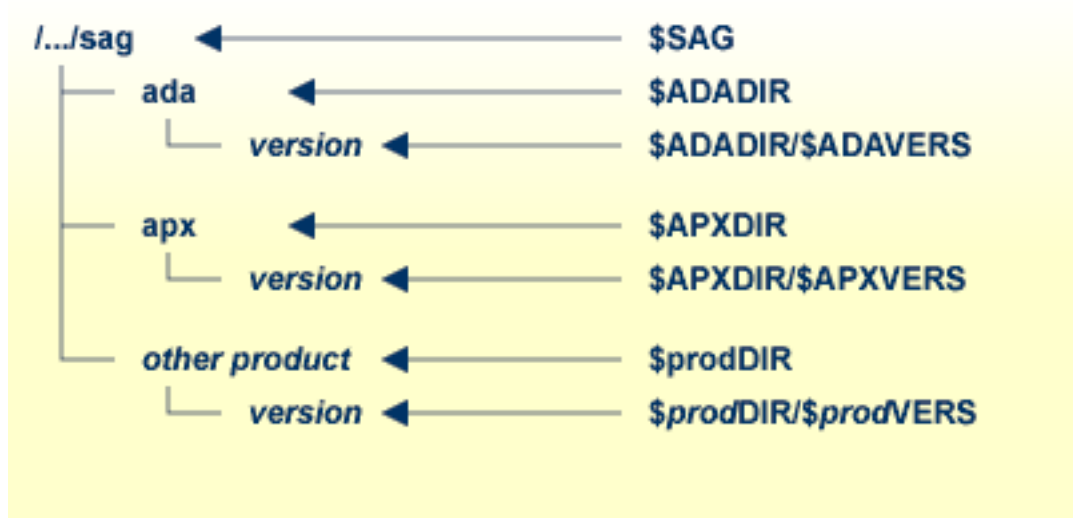 /.../sag $SAG
ada $ADADIR
version $ADADIR/$ADAVERS
apx $APXDIR
version $APXDIR/$APXVERS
other product $prodDIR
version $prodDIR/$prodVERS